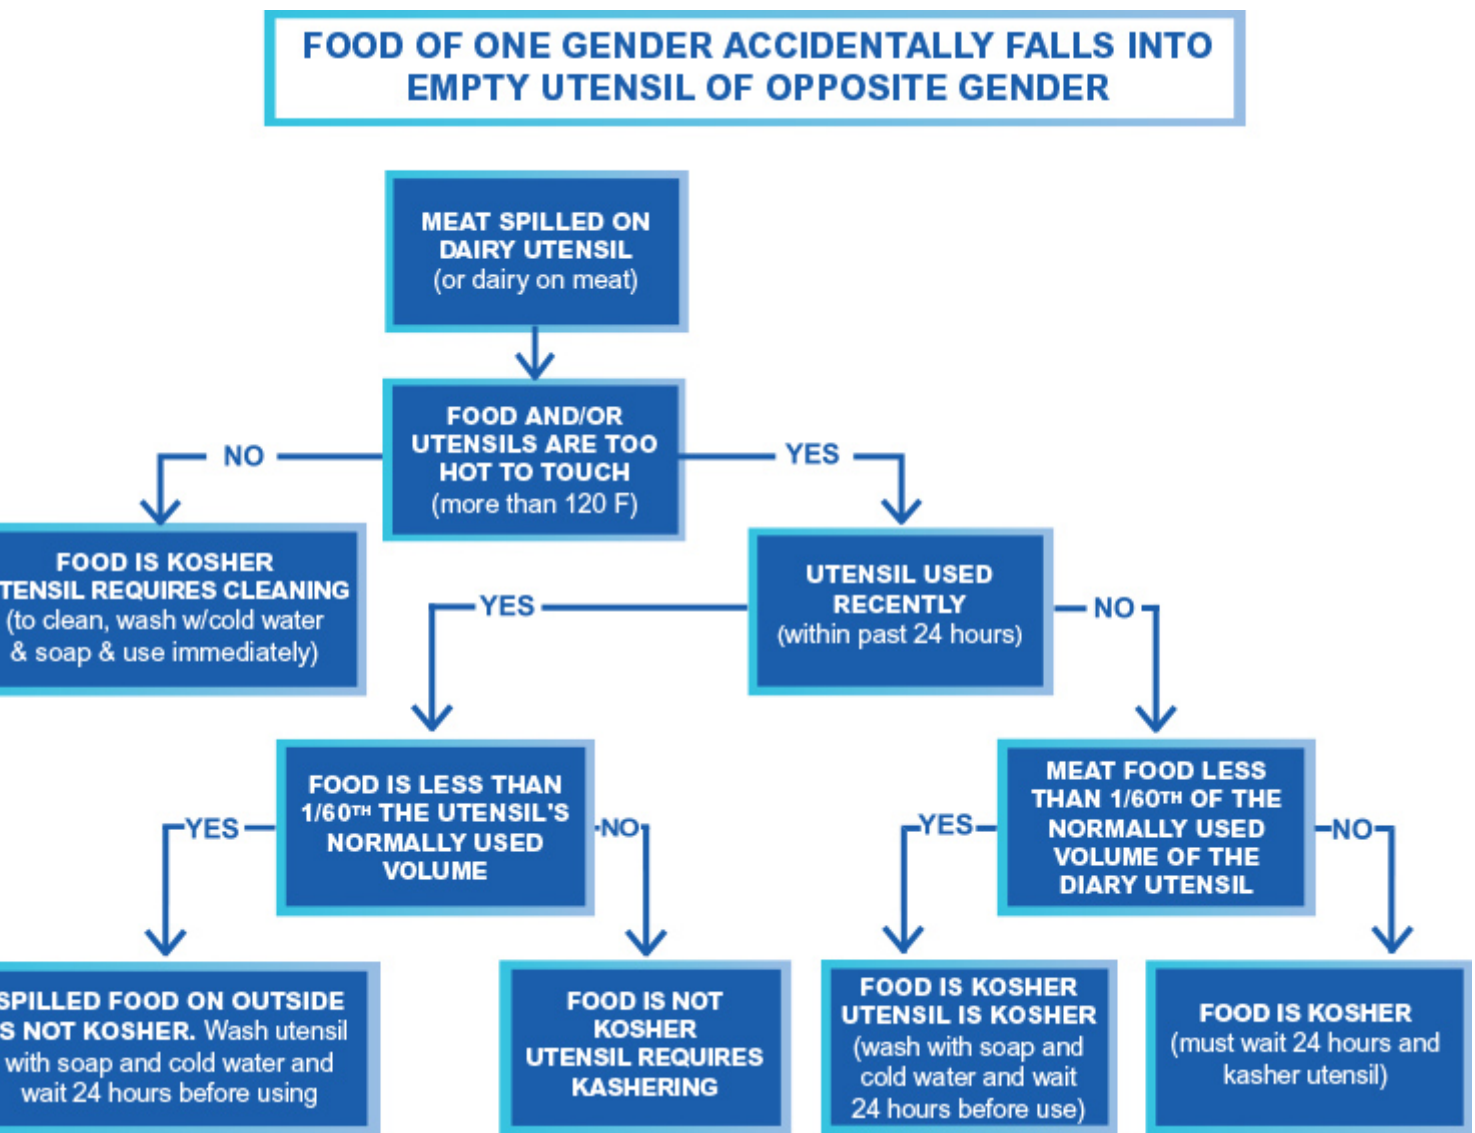 FOOD OF ONE GENDER ACCIDENTALLY FALLS INTO
EMPTY UTENSIL OF OPPOSITE GENDER
MEAT SPILLED ON
DAIRY UTENSIL
(or dairy on meat)
FOOD AND/OR
UTENSILS ARE TOO
HOT TO TOUCH
(more than 120 F)
NO
YES
FOOD IS KOSHER
TENSIL REQUIRES CLEANING
(to clean, wash w/cold water
& soap & use immediately)
UTENSIL USED
RECENTLY
(within past 24 hours)
YES
NO
FOOD IS LESS THAN
1/60TH THE UTENSIL'S
NORMALLY USED
VOLUME
MEAT FOOD LESS
THAN 1/60TH OF THE
NORMALLY USED
VOLUME OF THE
DIARY UTENSIL
YES
NO
YES
NO
SPILLED FOOD ON OUTSIDE
S NOT KOSHER. Wash utensil
with soap and cold water and
wait 24 hours before using
FOOD IS NOT
KOSHER
UTENSIL REQUIRES
KASHERING
FOOD IS KOSHER
UTENSIL IS KOSHER
(wash with soap and
cold water and wait
24 hours before use)
FOOD IS KOSHER
(must wait 24 hours and
kasher utensil)